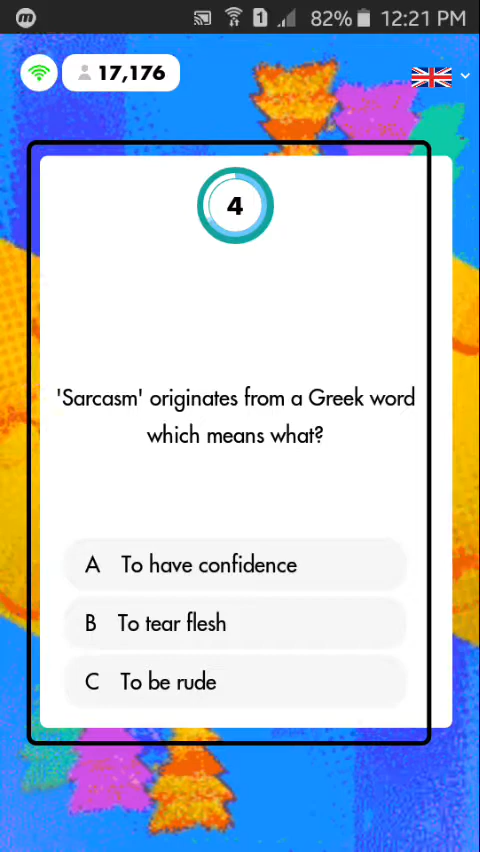 82% 12:21 PM
17,176
4
'Sarcasm' originates from a Greek word
which means what?
A To have confidence
B To tear flesh
C To be rude